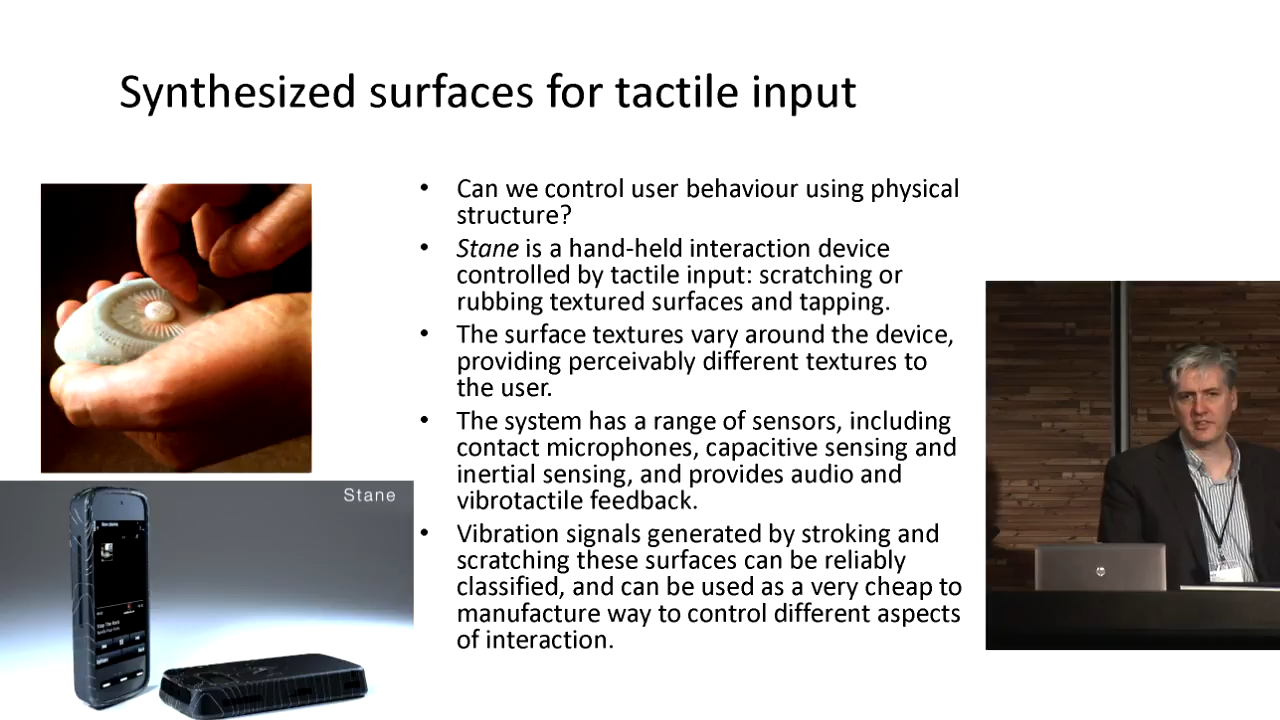 Synthesized surfaces for tactile input
• Can we control user behaviour using physical
structure?
• Stane is a hand-held interaction device
controlled by tactile input: scratching or
rubbing textured surfaces and tapping.
• The surface textures vary around the device,
providing perceivably different textures to
the user.
• The system has a range of sensors, including
contact microphones, capacitive sensing and
inertial sensing, and provides audio and
vibrotactile feedback.
• Vibration signals generated by stroking and
scratching these surfaces can be reliably
classified, and can be used as a very cheap to
manufacture way to control different aspects
of interaction.
Stane
hp